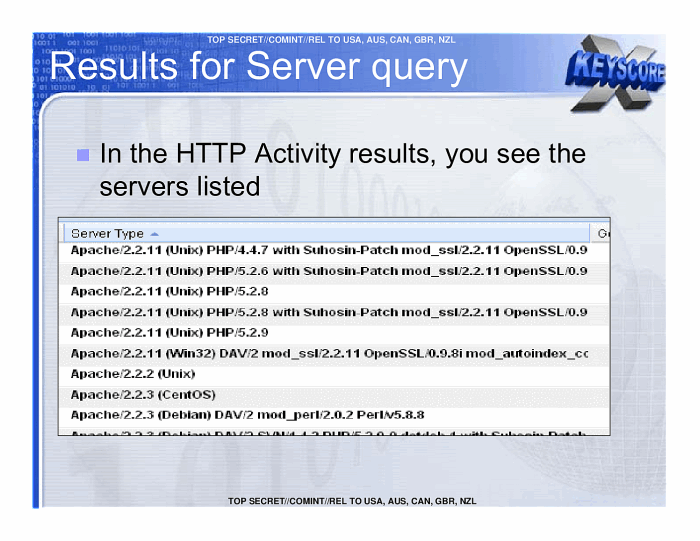 TOP SECRET//COMINT//REL TO USA, AUS, CAN, GBR, NZL
Results for Server query
XKEYSCORE
In the HTTP Activity results, you see the
servers listed
Server Type
Apache/2.2.11 (Unix) PHP/4.4.7 with Suhosin-Patch mod_ssl/2.2.11 OpenSSL/0.9
Apache/2.2.11 (Unix) PHP/5.2.6 with Suhosin-Patch mod_ssl/2.2.11 OpenSSL/0.9
Apache/2.2.11 (Unix) PHP/5.2.8
Apache/2.2.11 (Unix) PHP/5.2.8 with Suhosin-Patch mod_ssl/2.2.11 OpenSSL/0.9
Apache/2.2.11 (Unix) PHP/5.2.9
Apache/2.2.11 (Win32) DAV/2 mod_ssl/2.2.11 OpenSSL/0.9.8i mod_autoindex_cc
Apache/2.2.2 (Unix)
Apache/2.2.3 (CentOS)
Apache/2.2.3 (Debian) DAV/2 mod_perl/2.0.2 Perl/v5.8.8
TOP SECRET//COMINT//REL TO USA, AUS, CAN, GBR, NZL